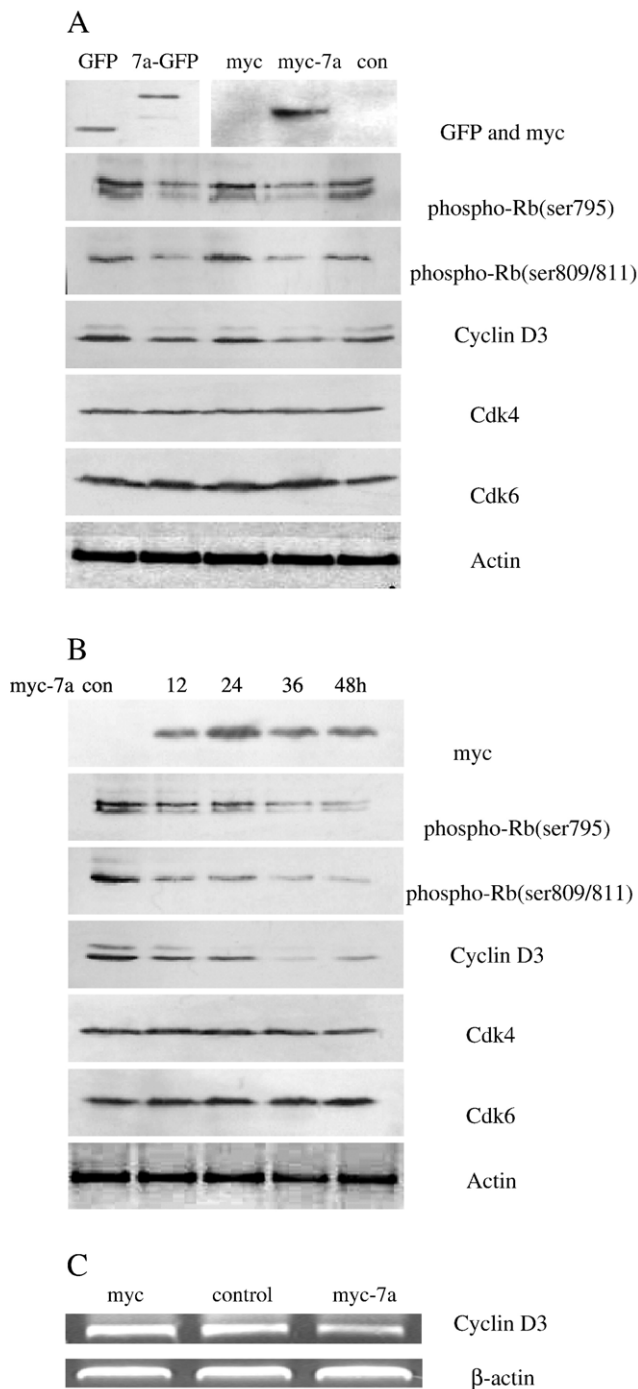 A
GFP 7a-GFP myc myc-7a con
GFP and myc
phospho-Rb(ser795)
phospho-Rb(ser809/811)
Cyclin D3
Cdk4
Cdk6
Actin
B
myc-7a con 12 24 36 48h
myc
phospho-Rb(ser795)
phospho-Rb(ser809/811)
Cyclin D3
Cdk4
Cdk6
Actin
C
myc control myc-7a
Cyclin D3
β-actin